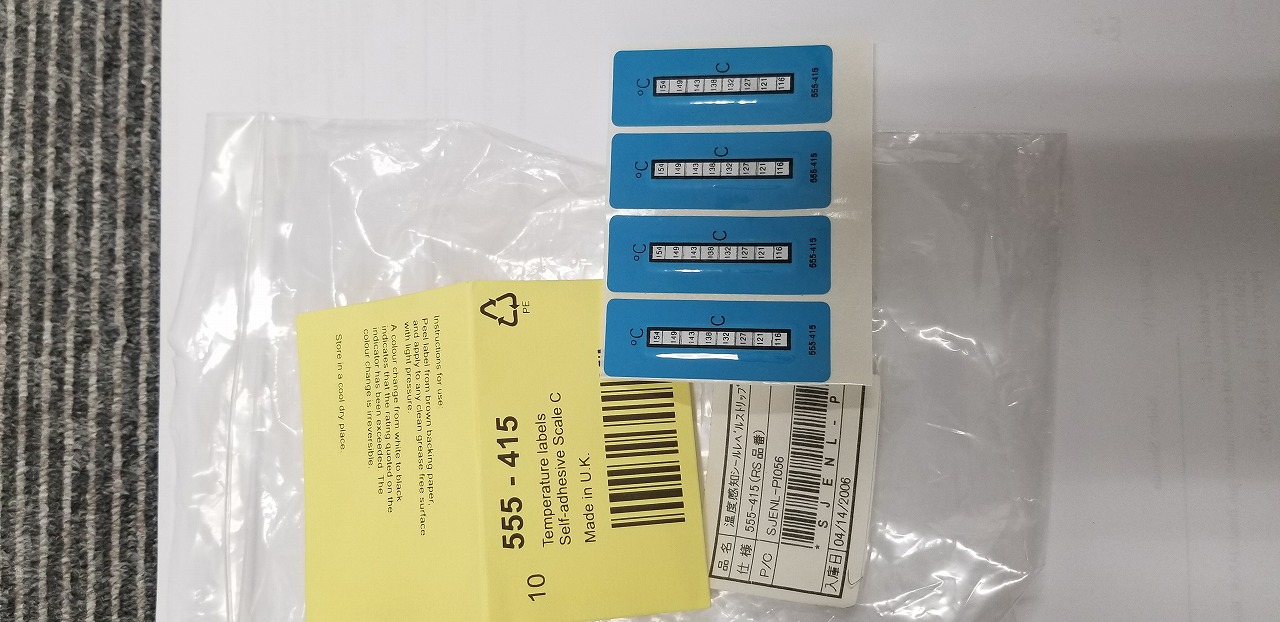 °C
C
154 149 143 138 132 127 121 116
555-415
°C
C
154 149 143 138 132 127 121 116
555-415
°C
C
154 149 143 138 132 127 121 116
555-415
°C
C
154 149 143 138 132 127 121 116
555-415
PE
10 555 - 415
Temperature labels
Self-adhesive Scale C
Made in U.K.
Instuctions for use:
Peel label from brown backing paper,
and apply to any clean grease free surface
with light pressure.
A colour change from white to black
indicates that the rating quoted on the
indicator has been exceeded. The
colour change is irreversible.
Store in a cool dry place.
品名 温度感知シールレベルストリップ
仕様 555-415(RS 品番)
P/C SJENL-PI056
* S J E N L - P
入庫日 04/14/2006